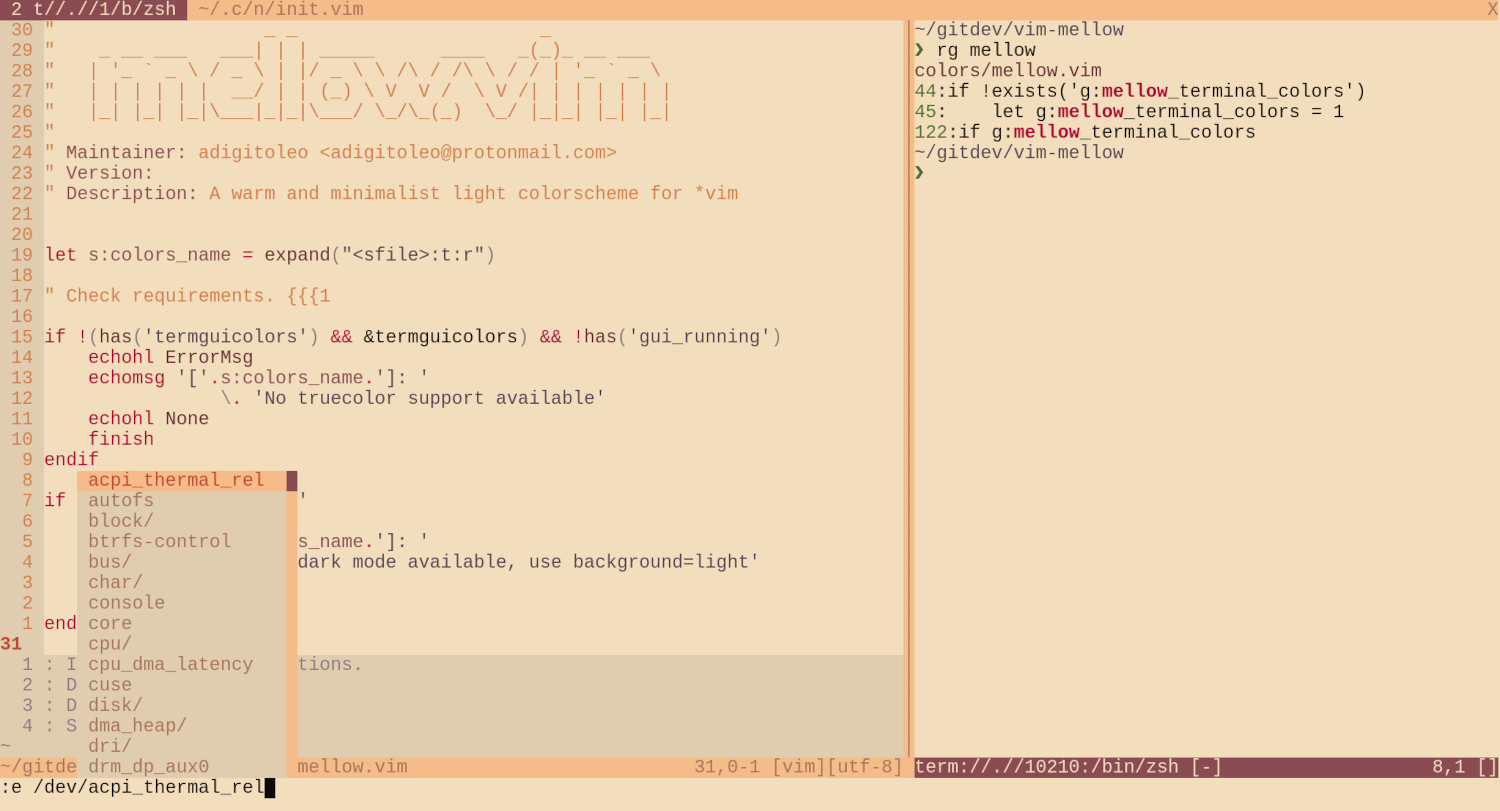 2 t//.//1/b/zsh  ~/.c/n/init.vim X
30 "                   _ _                      _
29 "    _ __ ___   ___| | | _____      _____   _(_)_ __ ___
28 "   | '_ ` _ \ / _ \ | |/ _ \ \ /\ / /\ \ / / | '_ ` _ \
27 "   | | | | | |  __/ | | (_) \ V  V /  \ V /| | | | | | |
26 "   |_| |_| |_|\___|_|_|\___/ \_/\_(_)  \_/ |_|_| |_| |_|
25 "
24 " Maintainer: adigitoleo <adigitoleo@protonmail.com>
23 " Version:
22 " Description: A warm and minimalist light colorscheme for *vim
21
20
19 let s:colors_name = expand("<sfile>:t:r")
18
17 " Check requirements. {{{1
16
15 if !(has('termguicolors') && &termguicolors) && !has('gui_running')
14     echohl ErrorMsg
13     echomsg '['.s:colors_name.']: '
12                 \. 'No truecolor support available'
11     echohl None
10     finish
9 endif
8   acpi_thermal_rel
7 if autofs '
6   block/
5   btrfs-control s_name.']: '
4   bus/ dark mode available, use background=light'
3   char/
2   console
1 end core
31   cpu/
1 : I cpu_dma_latency tions.
2 : D cuse
3 : D disk/
4 : S dma_heap/
~   dri/
~/gitde drm_dp_aux0 mellow.vim 31,0-1 [vim][utf-8]
:e /dev/acpi_thermal_rel
~/gitdev/vim-mellow
❯ rg mellow
colors/mellow.vim
44:if !exists('g:mellow_terminal_colors')
45:    let g:mellow_terminal_colors = 1
122:if g:mellow_terminal_colors
~/gitdev/vim-mellow
❯
term://.//10210:/bin/zsh [-] 8,1 []